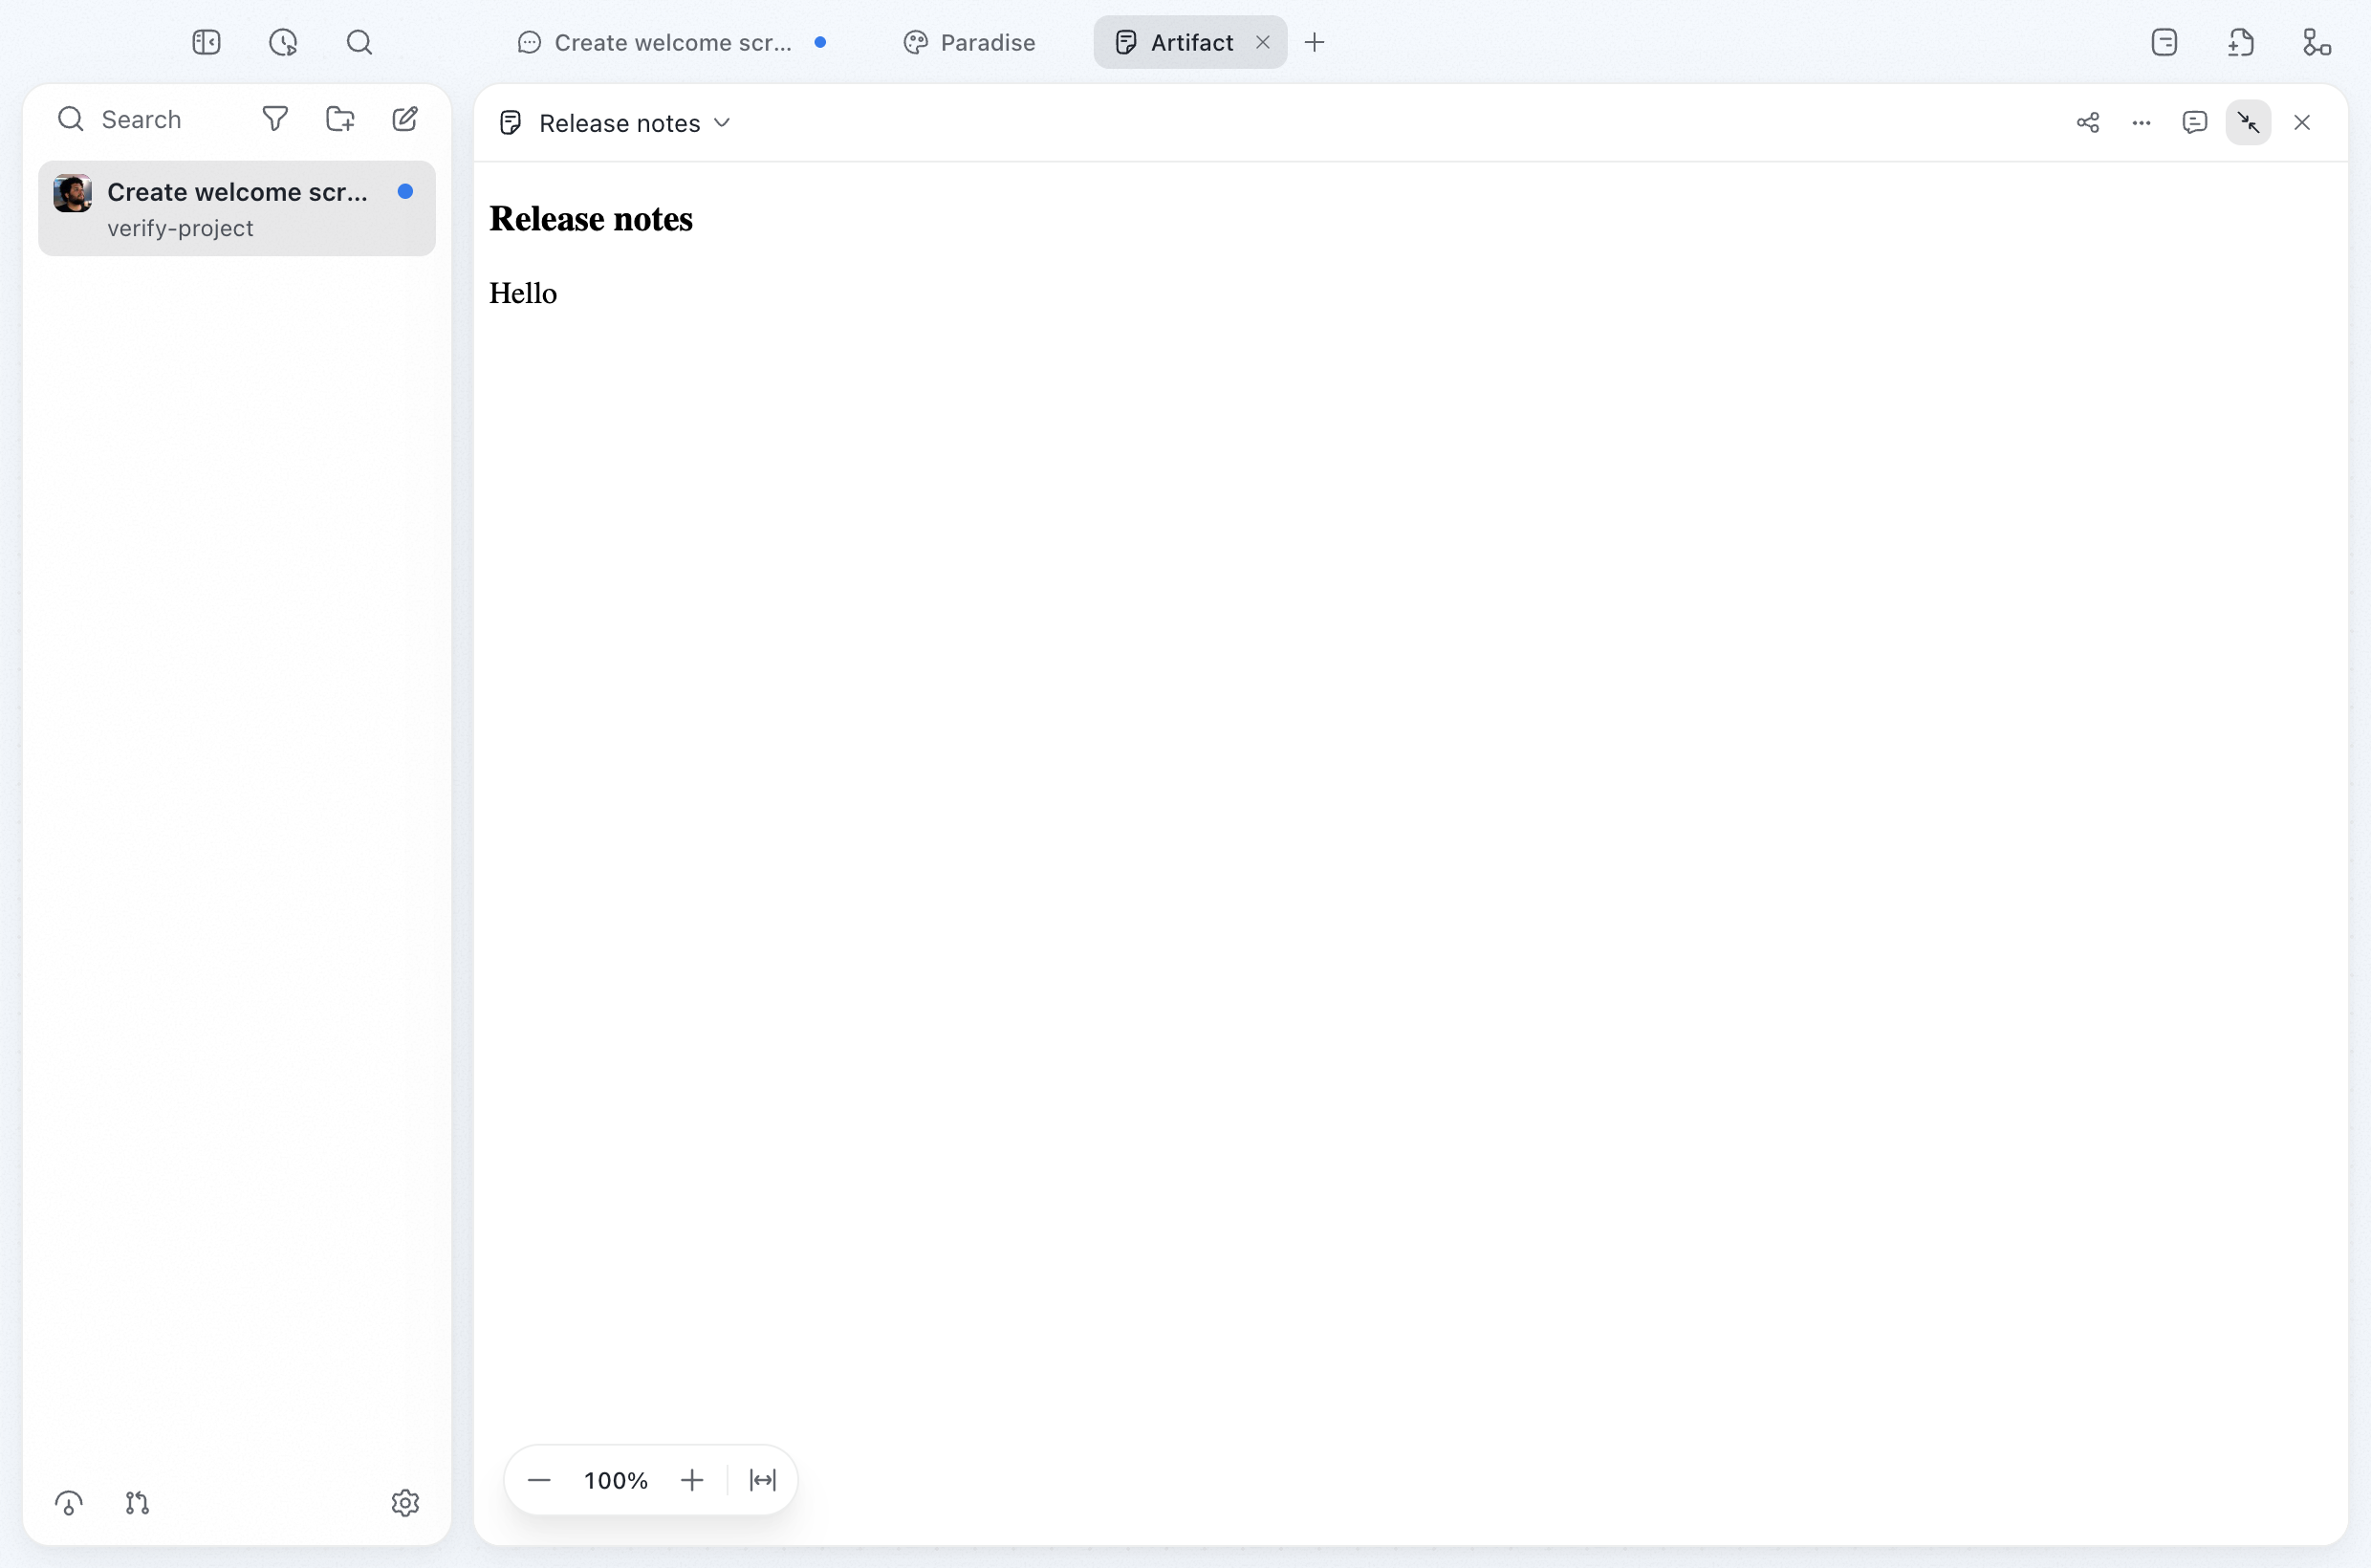 Create welcome scr...
Paradise
Artifact
Search
Create welcome scr...
verify-project
Release notes
Release notes
Hello
100%